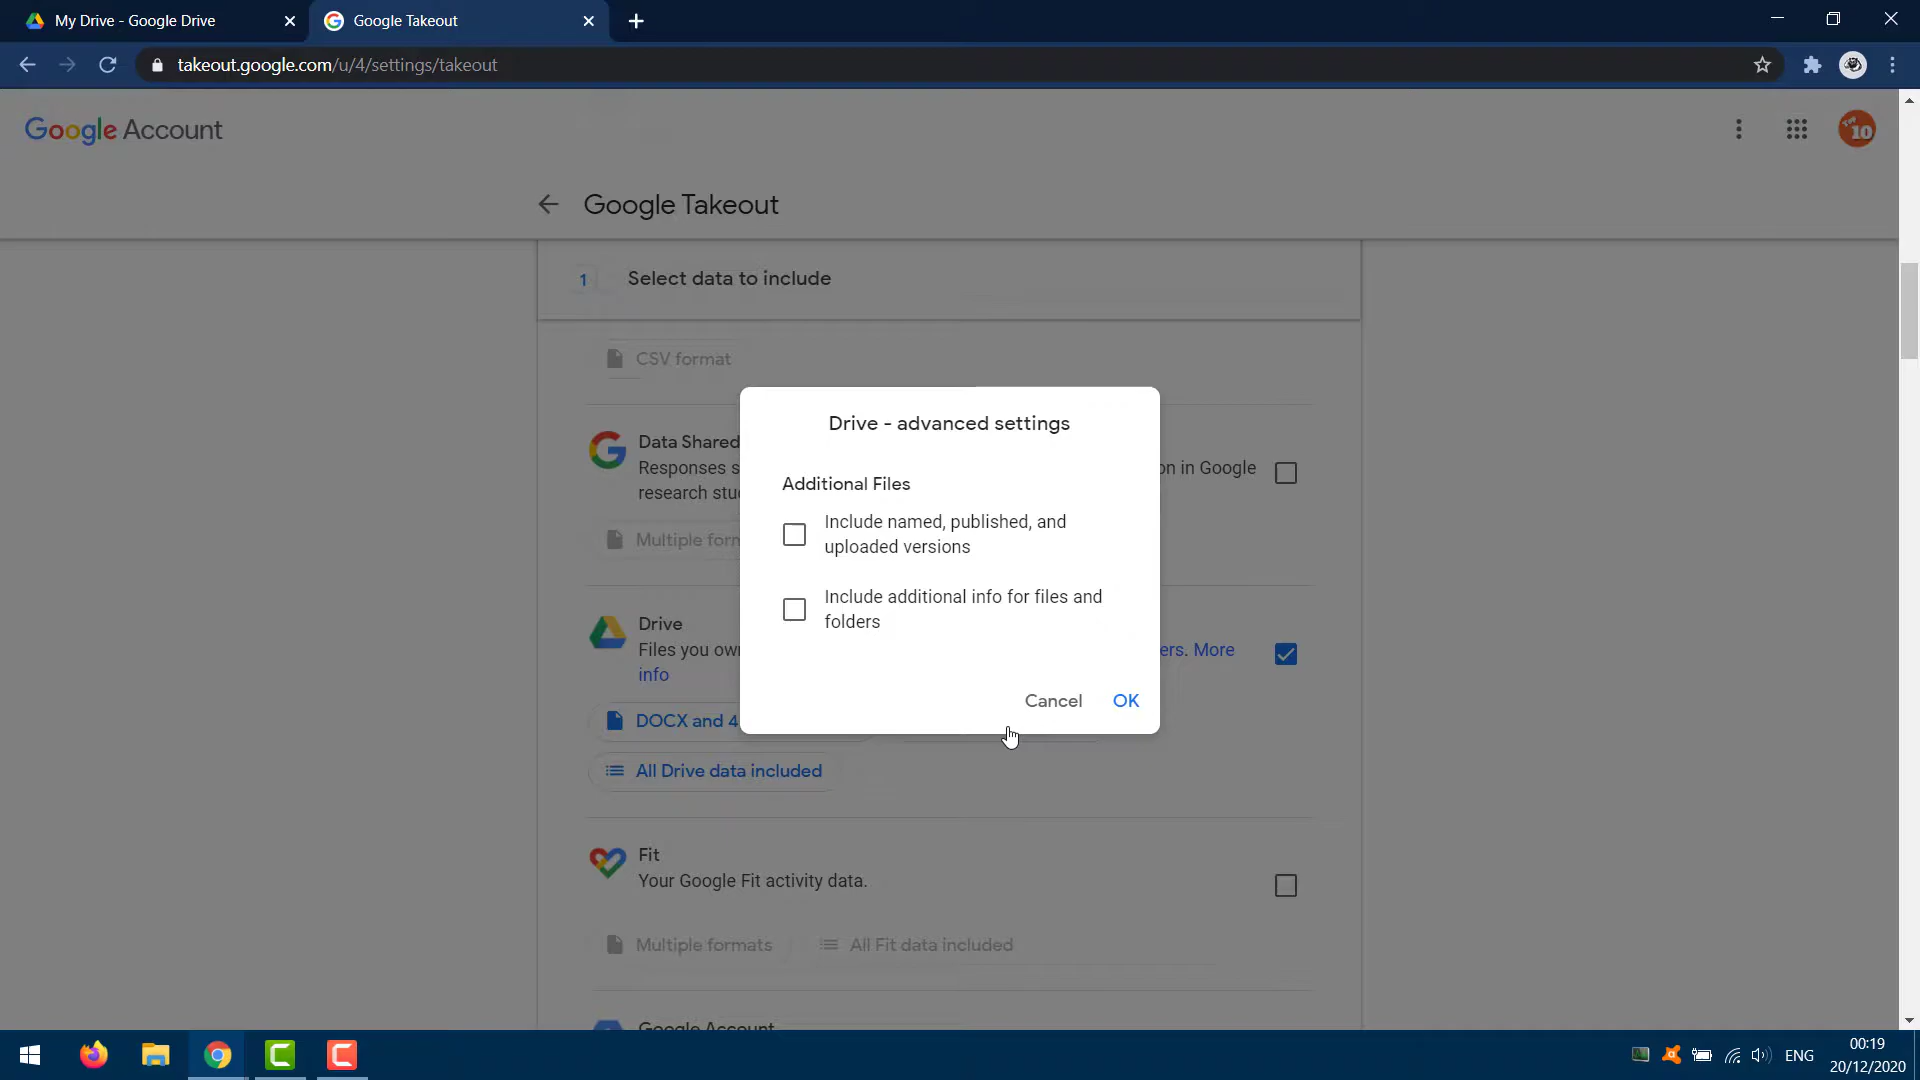 My Drive - Google Drive
Google Takeout
takeout.google.com/u/4/settings/takeout
Google Account
TOP 10
Google Takeout
1 Select data to include
CSV format
Data Shared
Responses s
on in Google
research stu
Multiple form
Drive
Files you own
ers. More
info
DOCX and 4
All Drive data included
Drive - advanced settings
Additional Files
Include named, published, and
uploaded versions
Include additional info for files and
folders
Cancel OK
Fit
Your Google Fit activity data.
Multiple formats All Fit data included
Google Account
ENG
00:19
20/12/2020